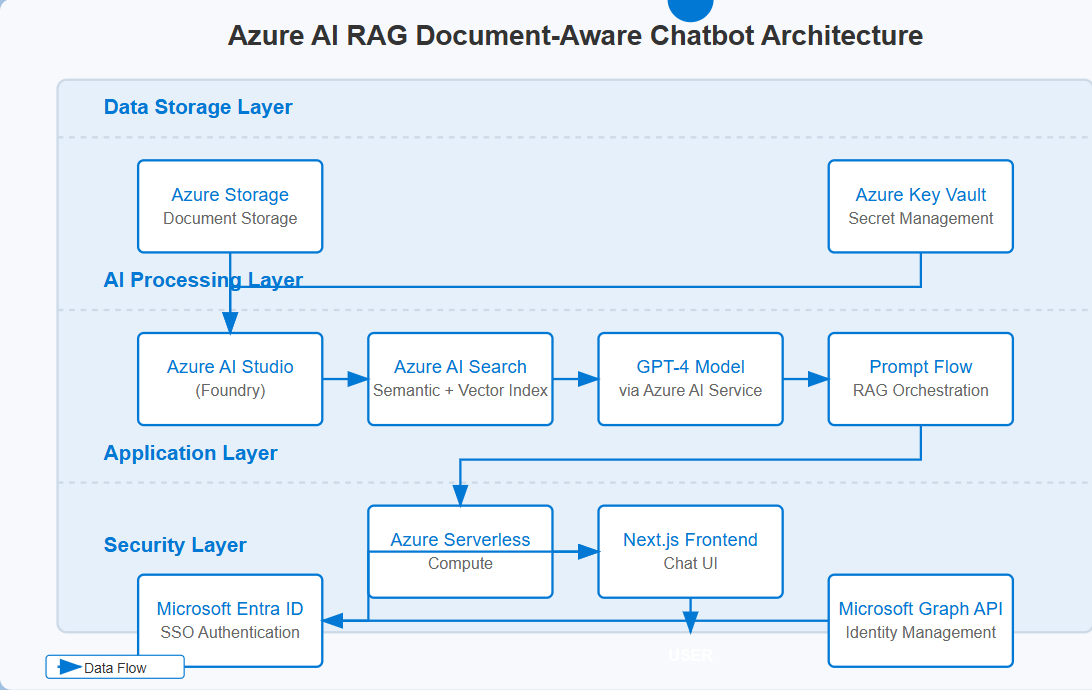 Azure AI RAG Document-Aware Chatbot Architecture
Data Storage Layer
Azure Storage
Document Storage
Azure Key Vault
Secret Management
AI Processing Layer
Azure AI Studio
(Foundry)
Azure AI Search
Semantic + Vector Index
GPT-4 Model
via Azure AI Service
Prompt Flow
RAG Orchestration
Application Layer
Azure Serverless
Compute
Next.js Frontend
Chat UI
Security Layer
Microsoft Entra ID
SSO Authentication
Microsoft Graph API
Identity Management
USER
Data Flow